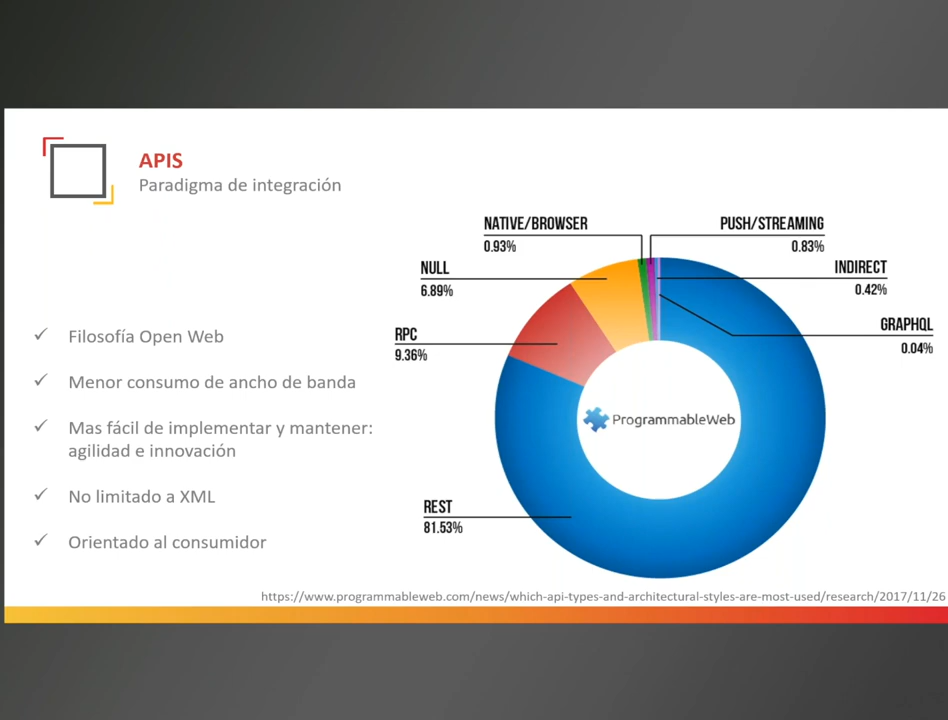 APIS
Paradigma de integración
Filosofía Open Web
Menor consumo de ancho de banda
Mas fácil de implementar y mantener:
agilidad e innovación
No limitado a XML
Orientado al consumidor
NATIVE/BROWSER
0.93%
PUSH/STREAMING
0.83%
NULL
6.89%
INDIRECT
0.42%
RPC
9.36%
GRAPHQL
0.04%
ProgrammableWeb
REST
81.53%
https://www.programmableweb.com/news/which-api-types-and-architectural-styles-are-most-used/research/2017/11/26